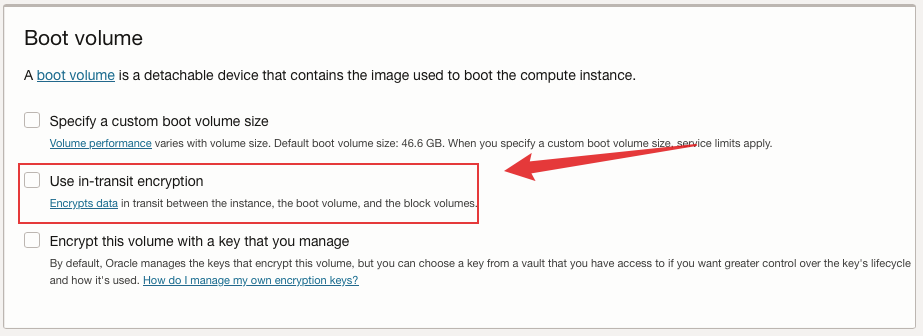 Boot volume
A boot volume is a detachable device that contains the image used to boot the compute instance.
Specify a custom boot volume size
Volume performance varies with volume size. Default boot volume size: 46.6 GB. When you specify a custom boot volume size, service limits apply.
Use in-transit encryption
Encrypts data in transit between the instance, the boot volume, and the block volumes.
Encrypt this volume with a key that you manage
By default, Oracle manages the keys that encrypt this volume, but you can choose a key from a vault that you have access to if you want greater control over the key's lifecycle
and how it's used. How do I manage my own encryption keys?